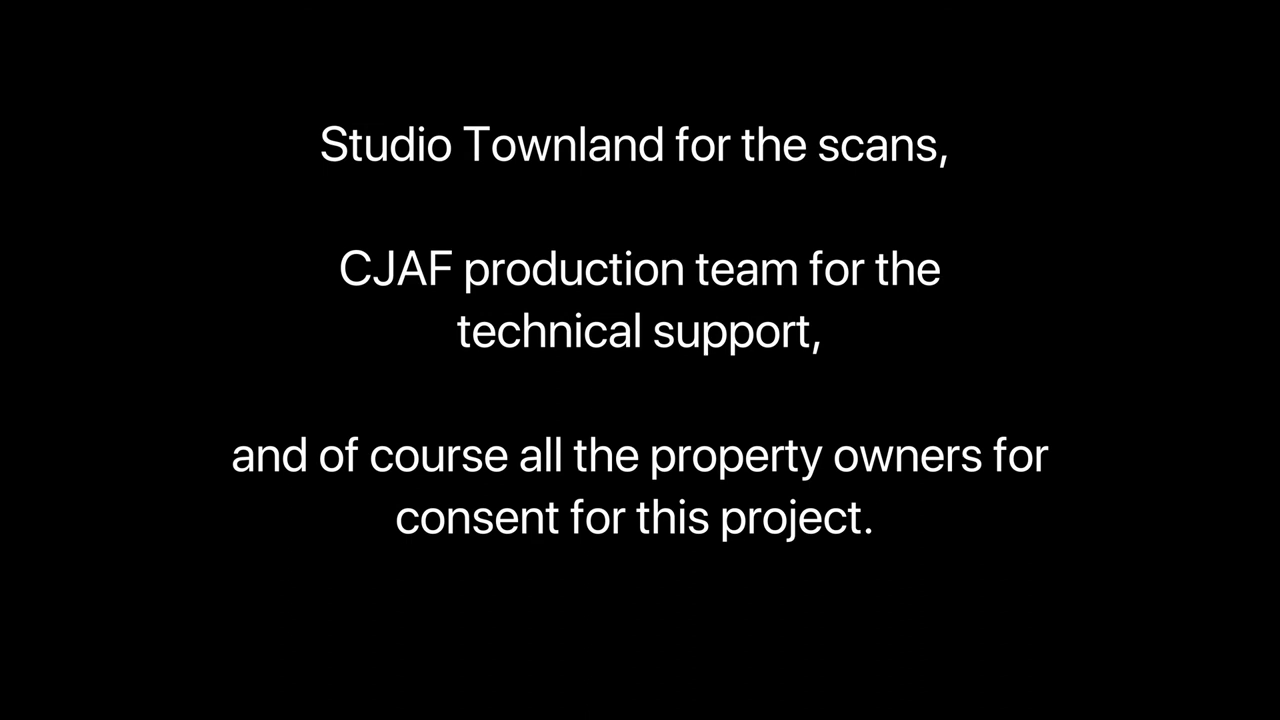 Studio Townland for the scans,
CJAF production team for the
technical support,
and of course all the property owners for
consent for this project.